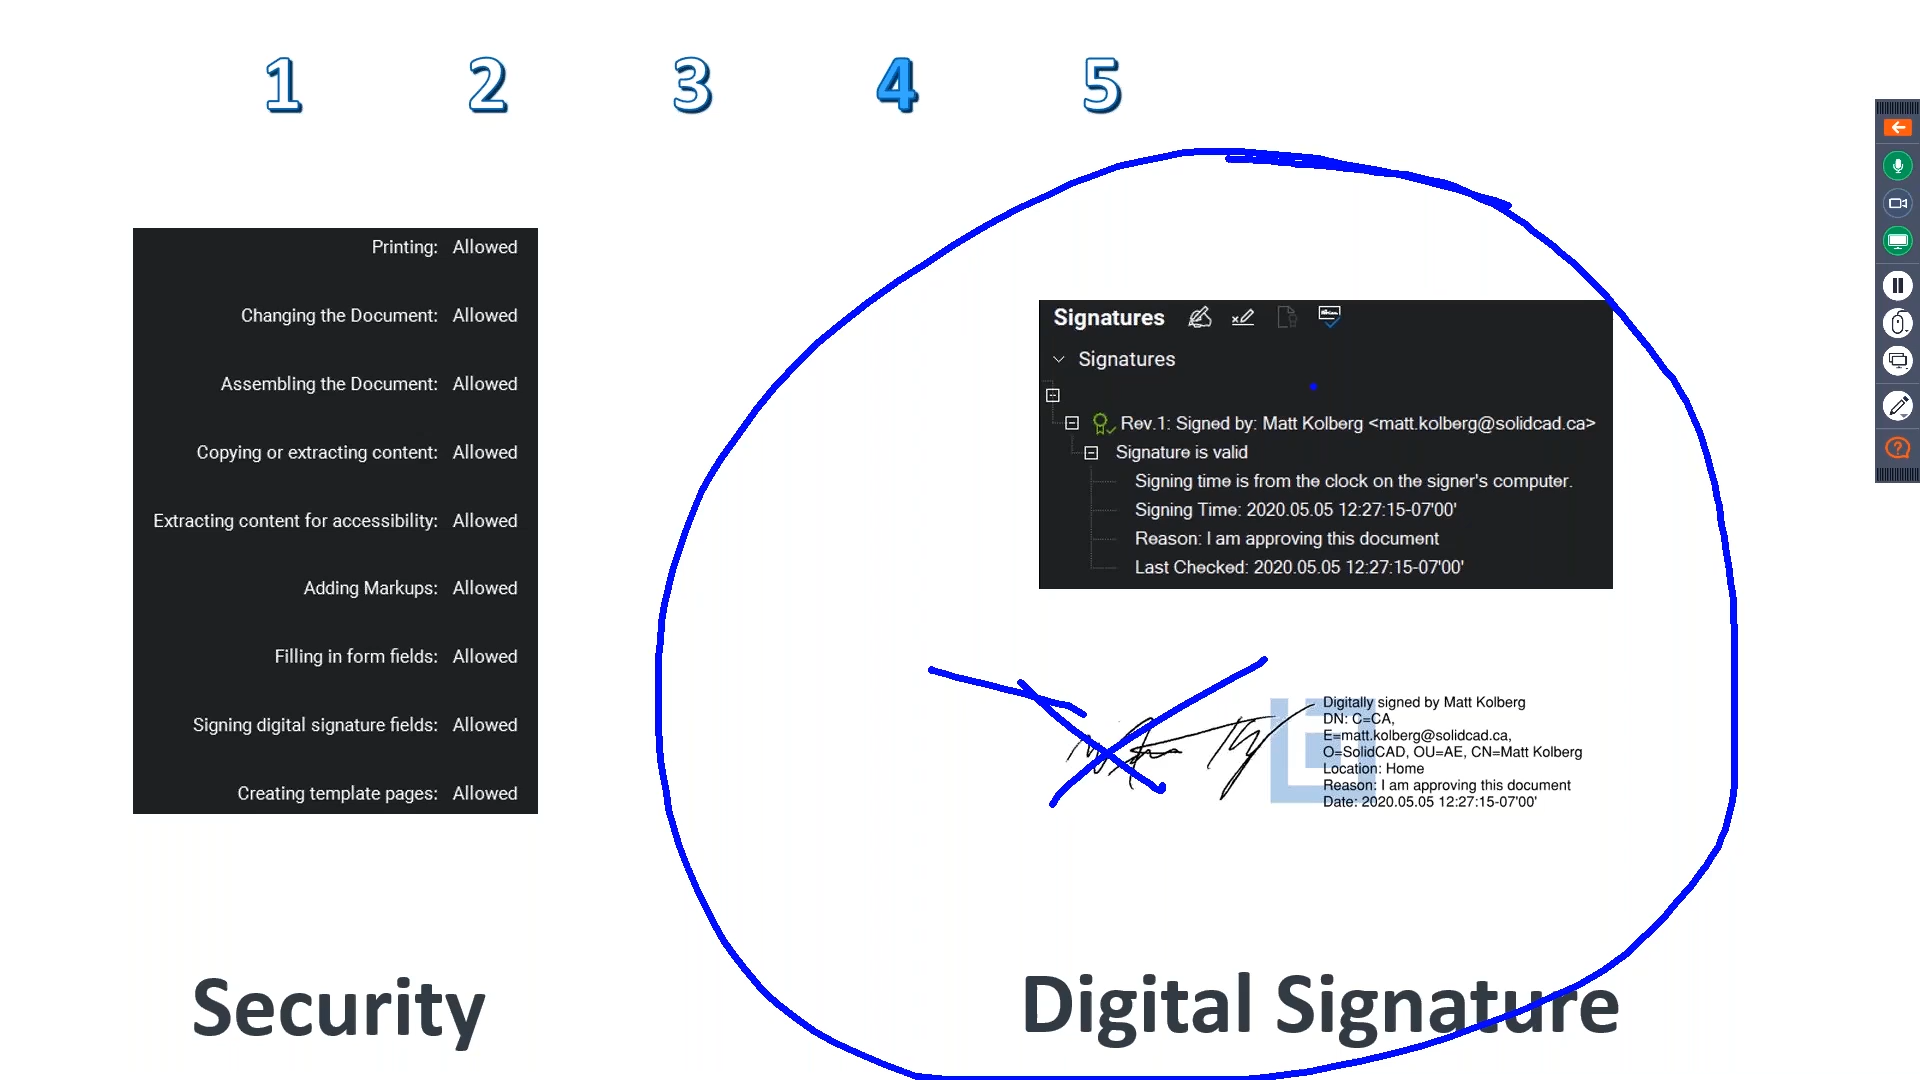 1 2 3 4 5
Printing: Allowed
Changing the Document: Allowed
Assembling the Document: Allowed
Copying or extracting content: Allowed
Extracting content for accessibility: Allowed
Adding Markups: Allowed
Filling in form fields: Allowed
Signing digital signature fields: Allowed
Creating template pages: Allowed
Security
Signatures
Signatures
Rev.1: Signed by: Matt Kolberg <matt.kolberg@solidcad.ca>
Signature is valid
Signing time is from the clock on the signer's computer.
Signing Time: 2020.05.05 12:27:15-07'00'
Reason: I am approving this document
Last Checked: 2020.05.05 12:27:15-07'00'
Digitally signed by Matt Kolberg
DN: C=CA,
E=matt.kolberg@solidcad.ca,
O=SolidCAD, OU=AE, CN=Matt Kolberg
Location: Home
Reason: I am approving this document
Date: 2020.05.05 12:27:15-07'00'
Digital Signature